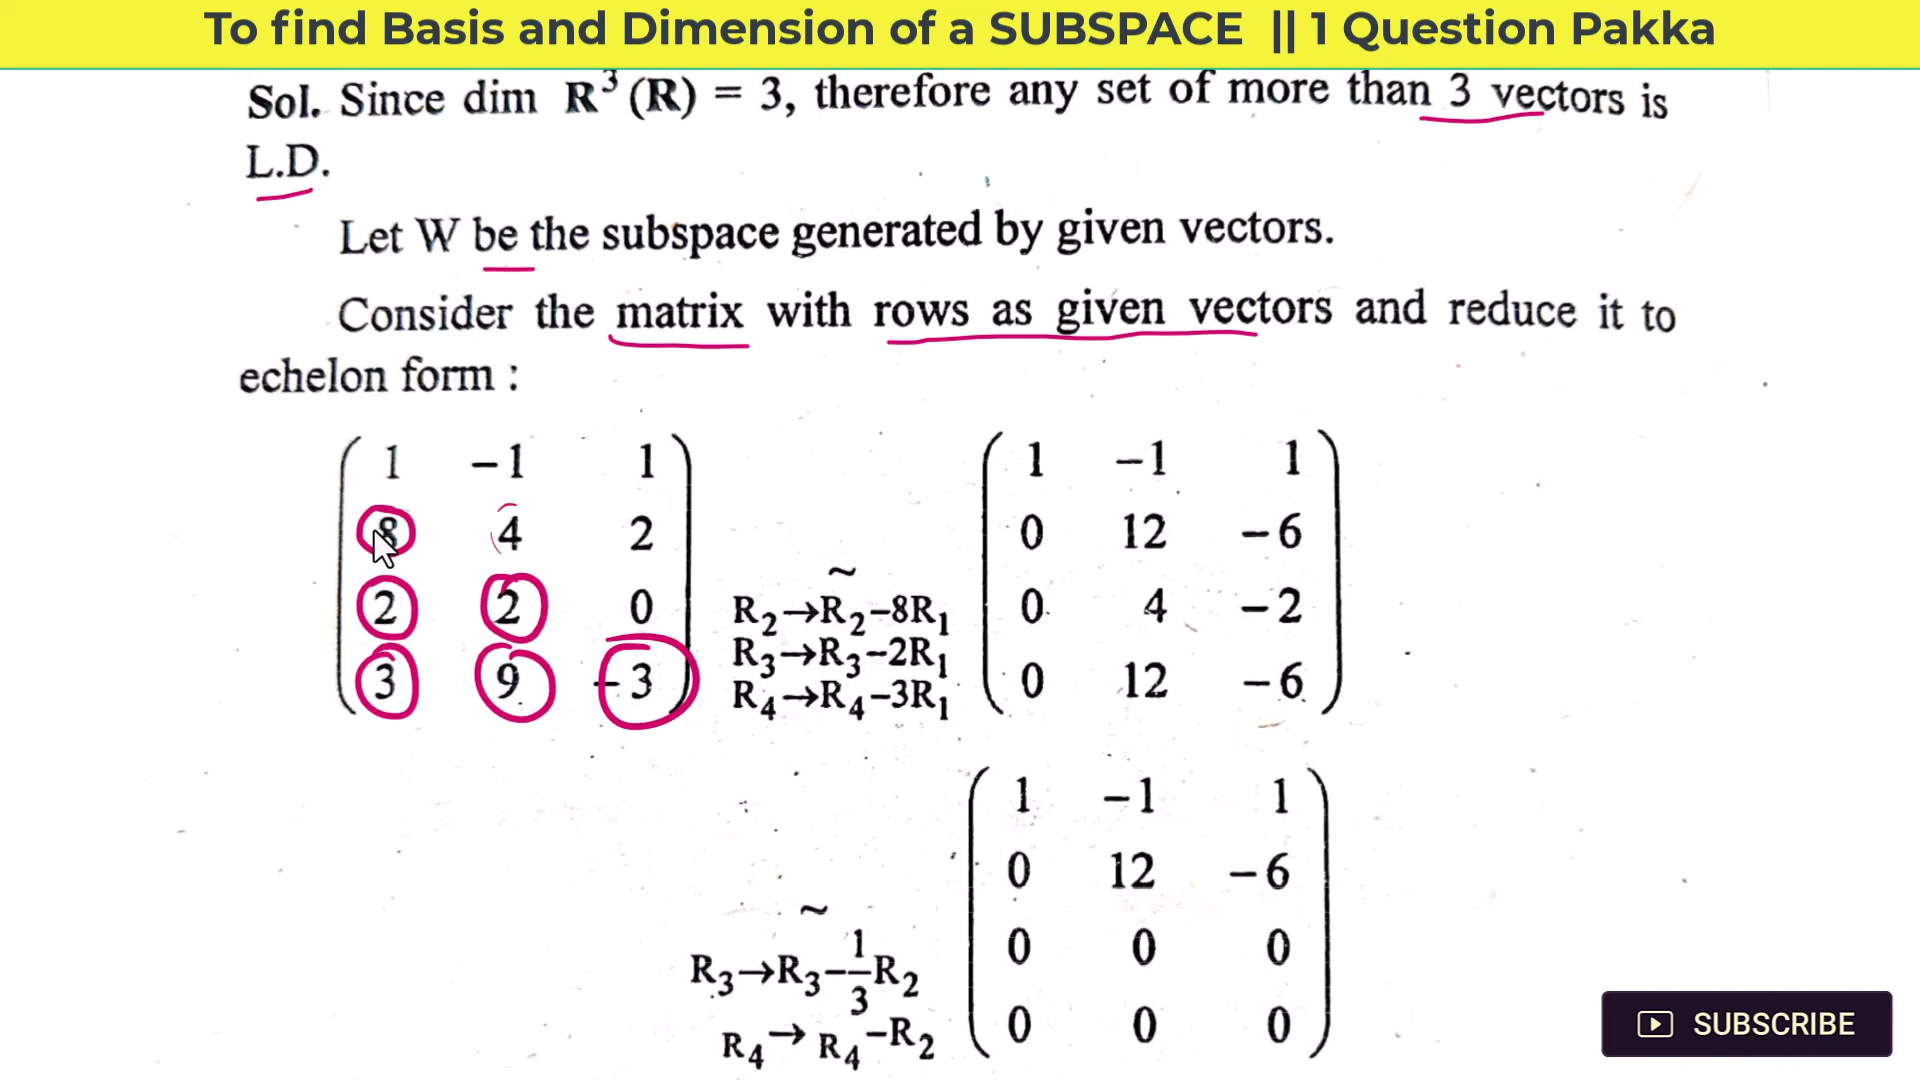 To find Basis and Dimension of a SUBSPACE || 1 Question Pakka
Sol. Since dim R³ (R) = 3, therefore any set of more than 3 vectors is
L.D.
Let W be the subspace generated by given vectors.
Consider the matrix with rows as given vectors and reduce it to
echelon form :
1 −1 1
8 4 2
2 2 0
3 9 −3
~
R₂→R₂−8R₁
R₃→R₃−2R₁
R₄→R₄−3R₁
1 −1 1
0 12 −6
0 4 −2
0 12 −6
~
R₃→R₃−1/3R₂
R₄→R₄−R₂
1 −1 1
0 12 −6
0 0 0
0 0 0
SUBSCRIBE